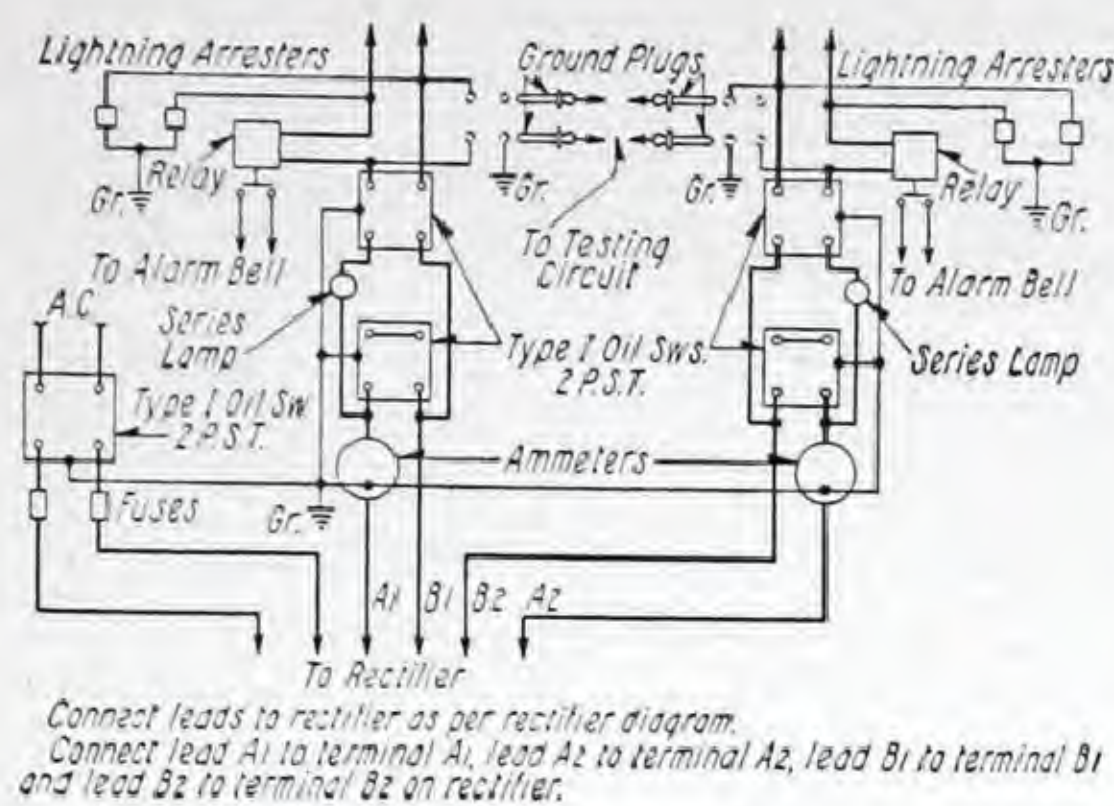 Lightning Arresters
Ground Plugs
Lightning Arresters
Relay
Gr.
Gr.
To Testing
Circuit
Gr.
Relay
Gr.
To Alarm Bell
To Alarm Bell
A.C.
Series
Lamp
Type I Oil Sws.
2 P.S.T.
Series Lamp
Type I Oil Sw.
2 P.S.T.
Ammeters
Fuses
Gr.
A1 B1 B2 A2
To Rectifier
Connect leads to rectifier as per rectifier diagram.
Connect lead A1 to terminal A1, lead A2 to terminal A2, lead B1 to terminal B1
and lead B2 to terminal B2 on rectifier.